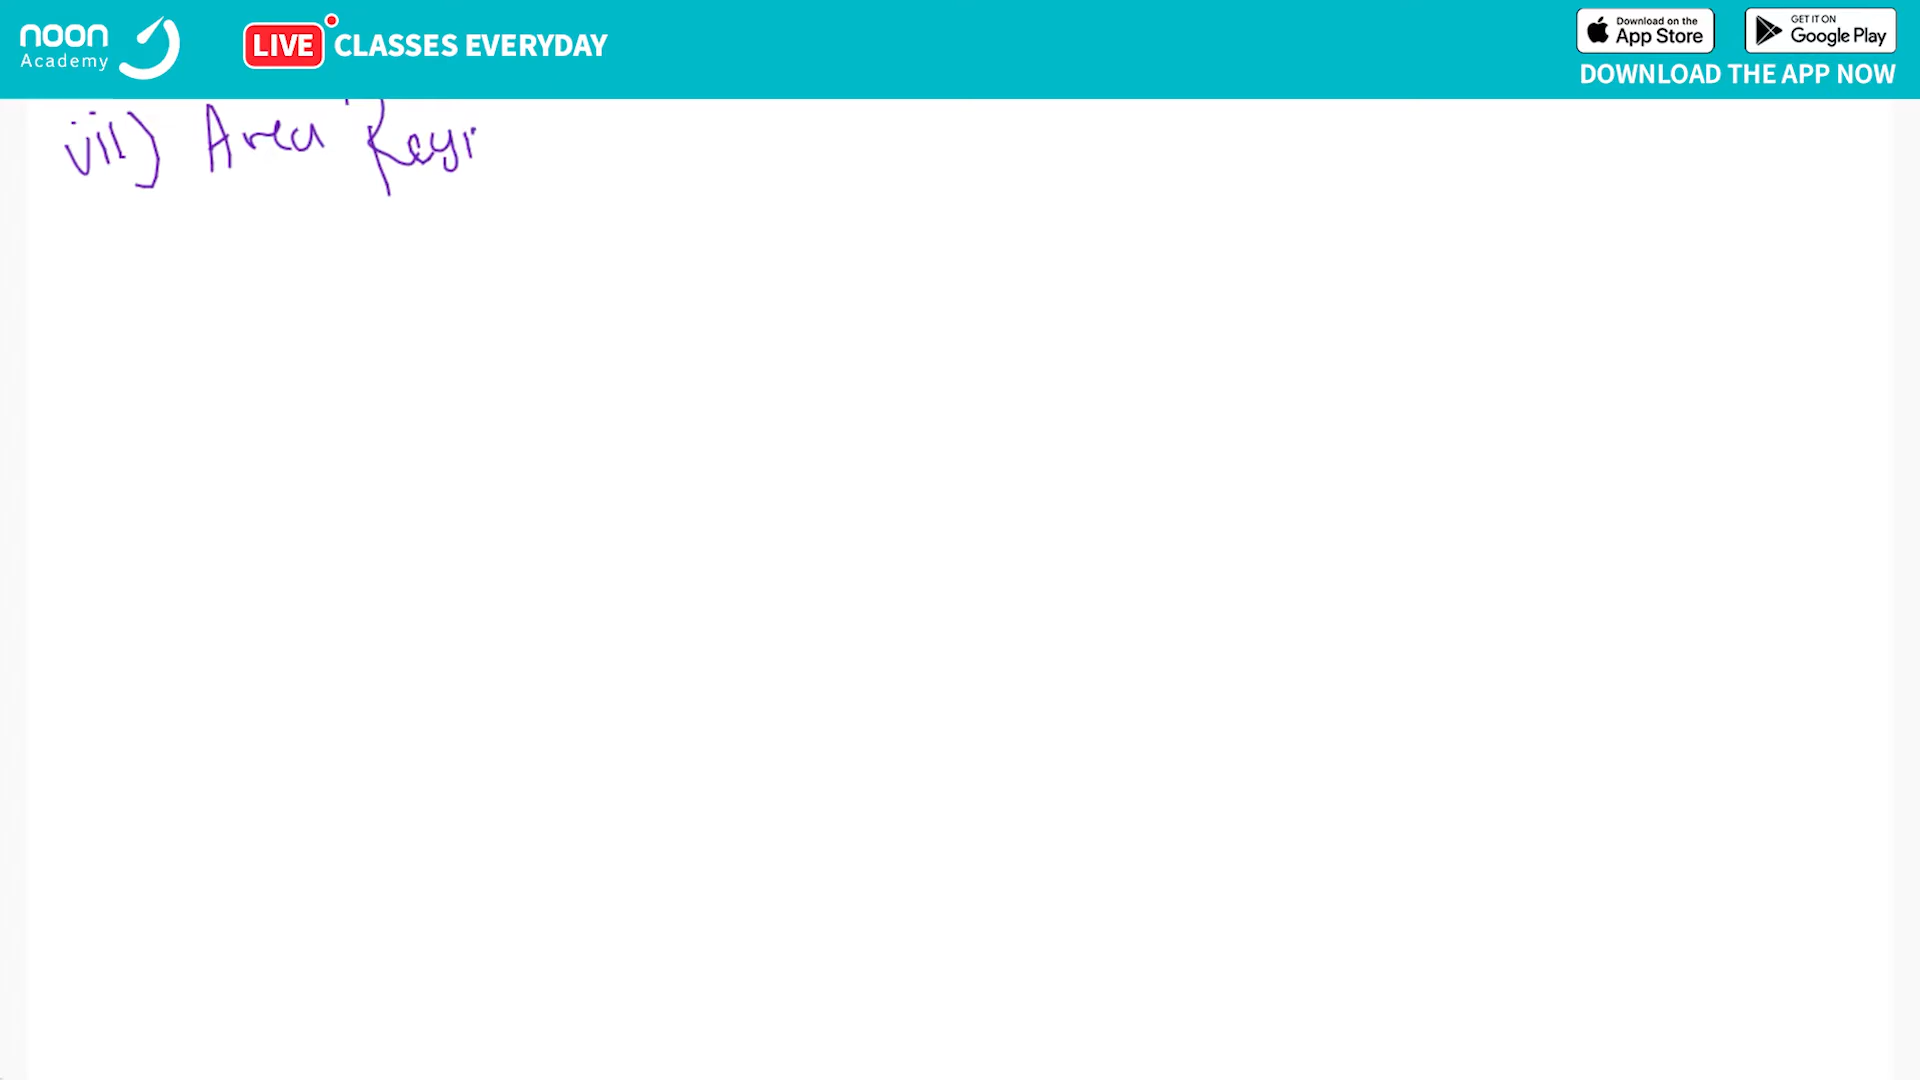 noon
Academy
LIVE CLASSES EVERYDAY
Download on the
App Store
GET IT ON
Google Play
DOWNLOAD THE APP NOW
vii) Area